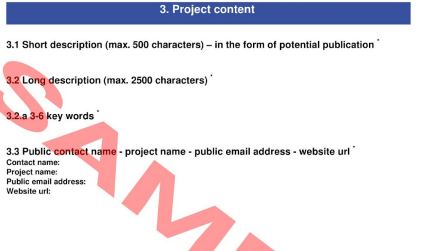 3. Project content
3.1 Short description (max. 500 characters) – in the form of potential publication *
3.2 Long description (max. 2500 characters) *
3.2.a 3-6 key words *
3.3 Public contact name - project name - public email address - website url *
Contact name:
Project name:
Public email address:
Website url:
SAM